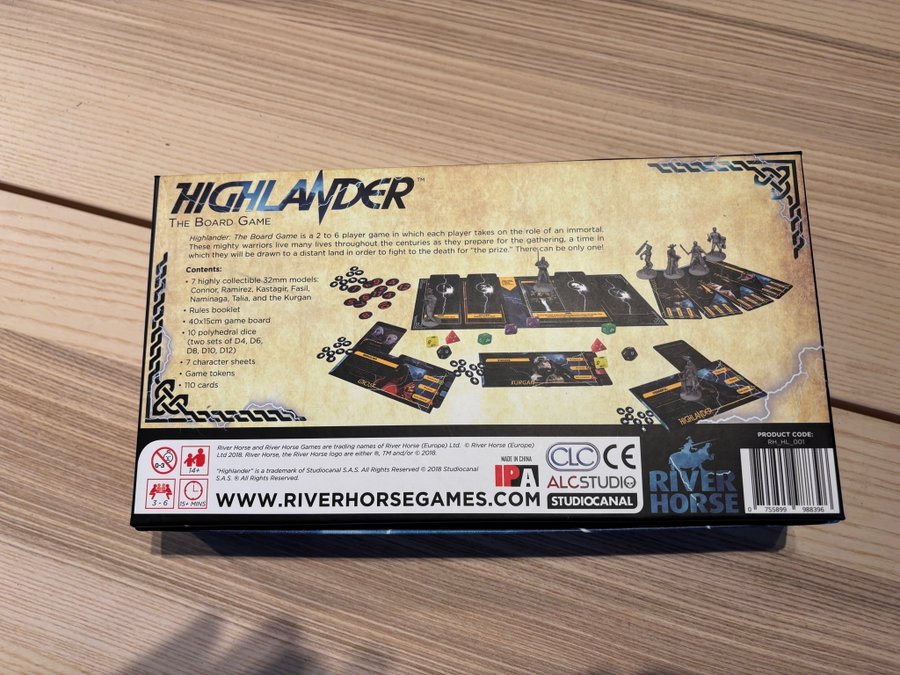 HIGHLANDER™
THE BOARD GAME
Highlander: The Board Game is a 2 to 6 player game in which each player takes on the role of an immortal.
These mighty warriors live many lives throughout the centuries as they prepare for the gathering, a time in
which they will be drawn to a distant land in order to fight to the death for "the prize." There can be only one!
Contents:
• 7 highly collectible 32mm models:
Connor, Ramirez, Kastagir, Fasil,
Naminaga, Talia, and the Kurgan
• Rules booklet
• 40x15cm game board
• 10 polyhedral dice
(two sets of D4, D6,
D8, D10, D12)
• 7 character sheets
• Game tokens
• 110 cards
KURGAN
HIGHLANDER
0-3
14+
3 - 6
15+ MINS
River Horse and River Horse Games are trading names of River Horse (Europe) Ltd. © River Horse (Europe)
Ltd 2018. River Horse, the River Horse logo are either ®, TM and/or © 2018.
"Highlander" is a trademark of Studiocanal S.A.S. All Rights Reserved © 2018 Studiocanal
S.A.S. ® All Rights Reserved.
WWW.RIVERHORSEGAMES.COM
MADE IN CHINA
IPA
CLC CE
ALCSTUDIO
STUDIOCANAL
RIVER
HORSE
PRODUCT CODE:
RH_HL_001
0 755899 988396